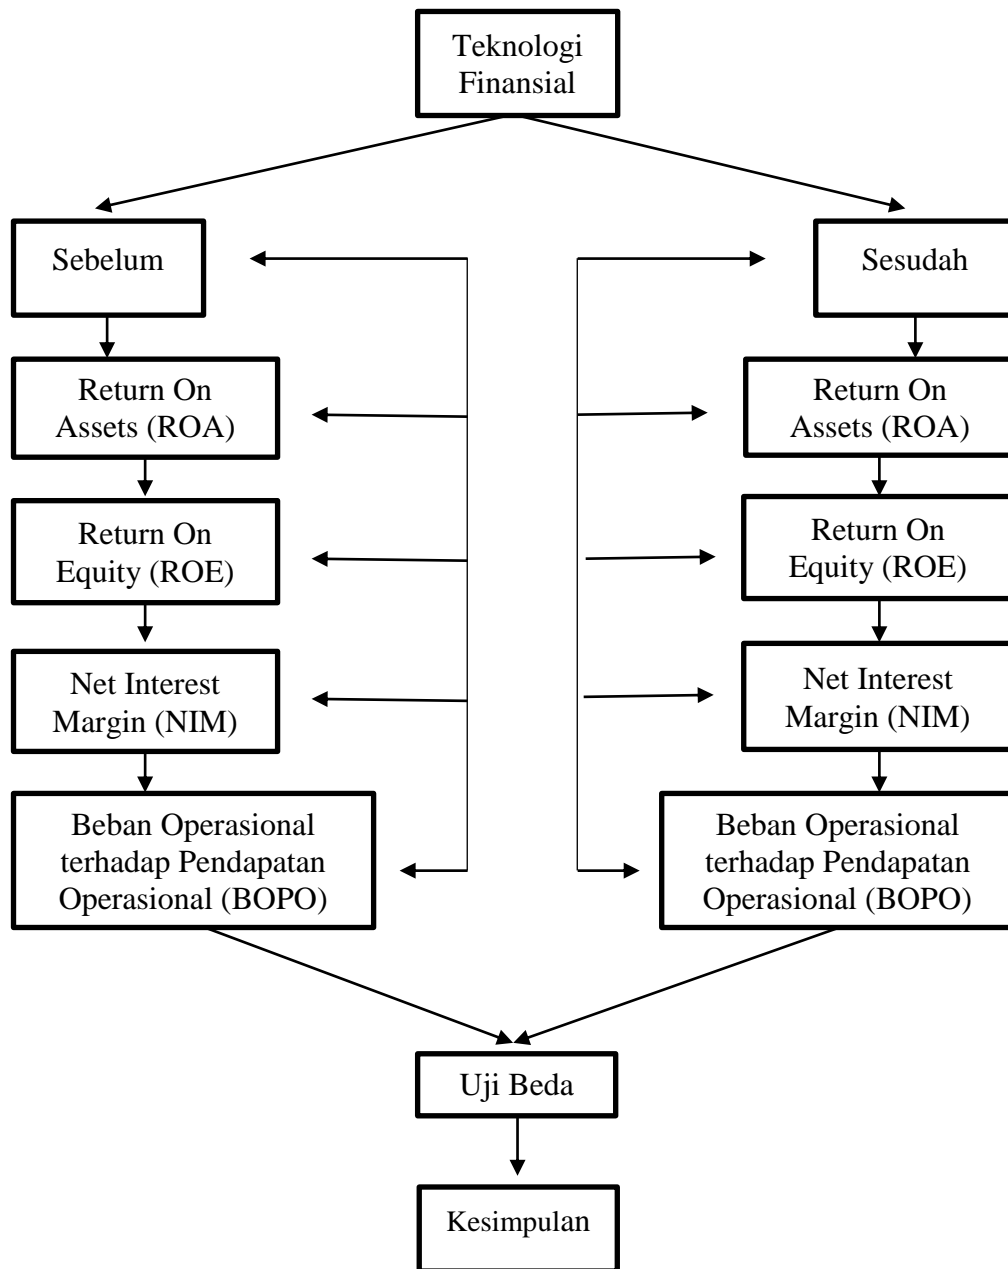 Teknologi
Finansial
Sebelum
Sesudah
Return On
Assets (ROA)
Return On
Assets (ROA)
Return On
Equity (ROE)
Return On
Equity (ROE)
Net Interest
Margin (NIM)
Net Interest
Margin (NIM)
Beban Operasional
terhadap Pendapatan
Operasional (BOPO)
Beban Operasional
terhadap Pendapatan
Operasional (BOPO)
Uji Beda
Kesimpulan